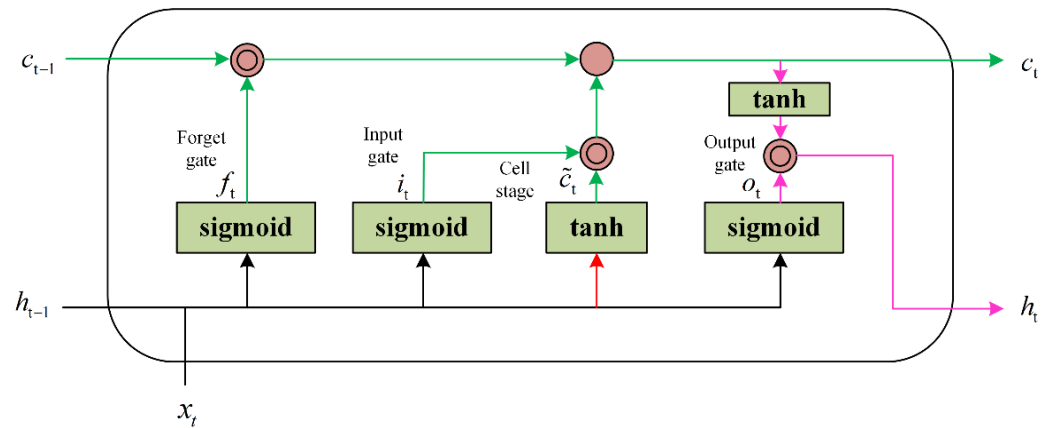 c_{t-1}
c_t
tanh
Forget
gate
f_t
Input
gate
i_t
Cell
stage
c̃_t
Output
gate
o_t
sigmoid
sigmoid
tanh
sigmoid
h_{t-1}
h_t
x_t